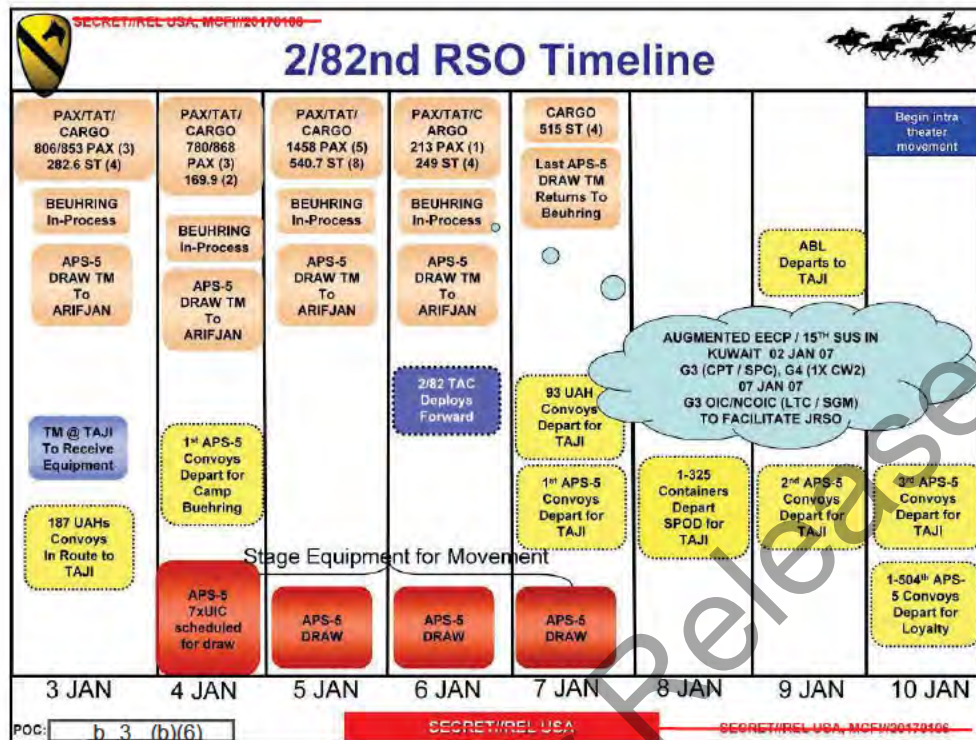 SECRET//REL USA, MCFI//20170106
2/82nd RSO Timeline
PAX/TAT/
CARGO
806/853 PAX (3)
282.6 ST (4)
BEUHRING
In-Process
APS-5
DRAW TM
To
ARIFJAN
TM @ TAJI
To Receive
Equipment
187 UAHs
Convoys
In Route to
TAJI
PAX/TAT/
CARGO
780/868
PAX (3)
169.9 (2)
BEUHRING
In-Process
APS-5
DRAW TM
To
ARIFJAN
1st APS-5
Convoys
Depart for
Camp
Buehring
APS-5
7xUIC
scheduled
for draw
PAX/TAT/
CARGO
1458 PAX (5)
540.7 ST (8)
BEUHRING
In-Process
APS-5
DRAW TM
To
ARIFJAN
Stage Equipment for Movement
APS-5
DRAW
PAX/TAT/C
ARGO
213 PAX (1)
249 ST (4)
BEUHRING
In-Process
APS-5
DRAW TM
To
ARIFJAN
2/82 TAC
Deploys
Forward
APS-5
DRAW
CARGO
515 ST (4)
Last APS-5
DRAW TM
Returns To
Beuhring
93 UAH
Convoys
Depart for
TAJI
1st APS-5
Convoys
Depart for
TAJI
APS-5
DRAW
AUGMENTED EECP / 15TH SUS IN
KUWAIT 02 JAN 07
G3 (CPT / SPC), G4 (1X CW2)
07 JAN 07
G3 OIC/NCOIC (LTC / SGM)
TO FACILITATE JRSO
1-325
Containers
Depart
SPOD for
TAJI
ABL
Departs to
TAJI
2nd APS-5
Convoys
Depart for
TAJI
Begin intra
theater
movement
3rd APS-5
Convoys
Depart for
TAJI
1-504th APS-
5 Convoys
Depart for
Loyalty
3 JAN 4 JAN 5 JAN 6 JAN 7 JAN 8 JAN 9 JAN 10 JAN
POC: b 3 (b)(6)
SECRET//REL USA
SECRET//REL USA, MCFI//20170106
Release